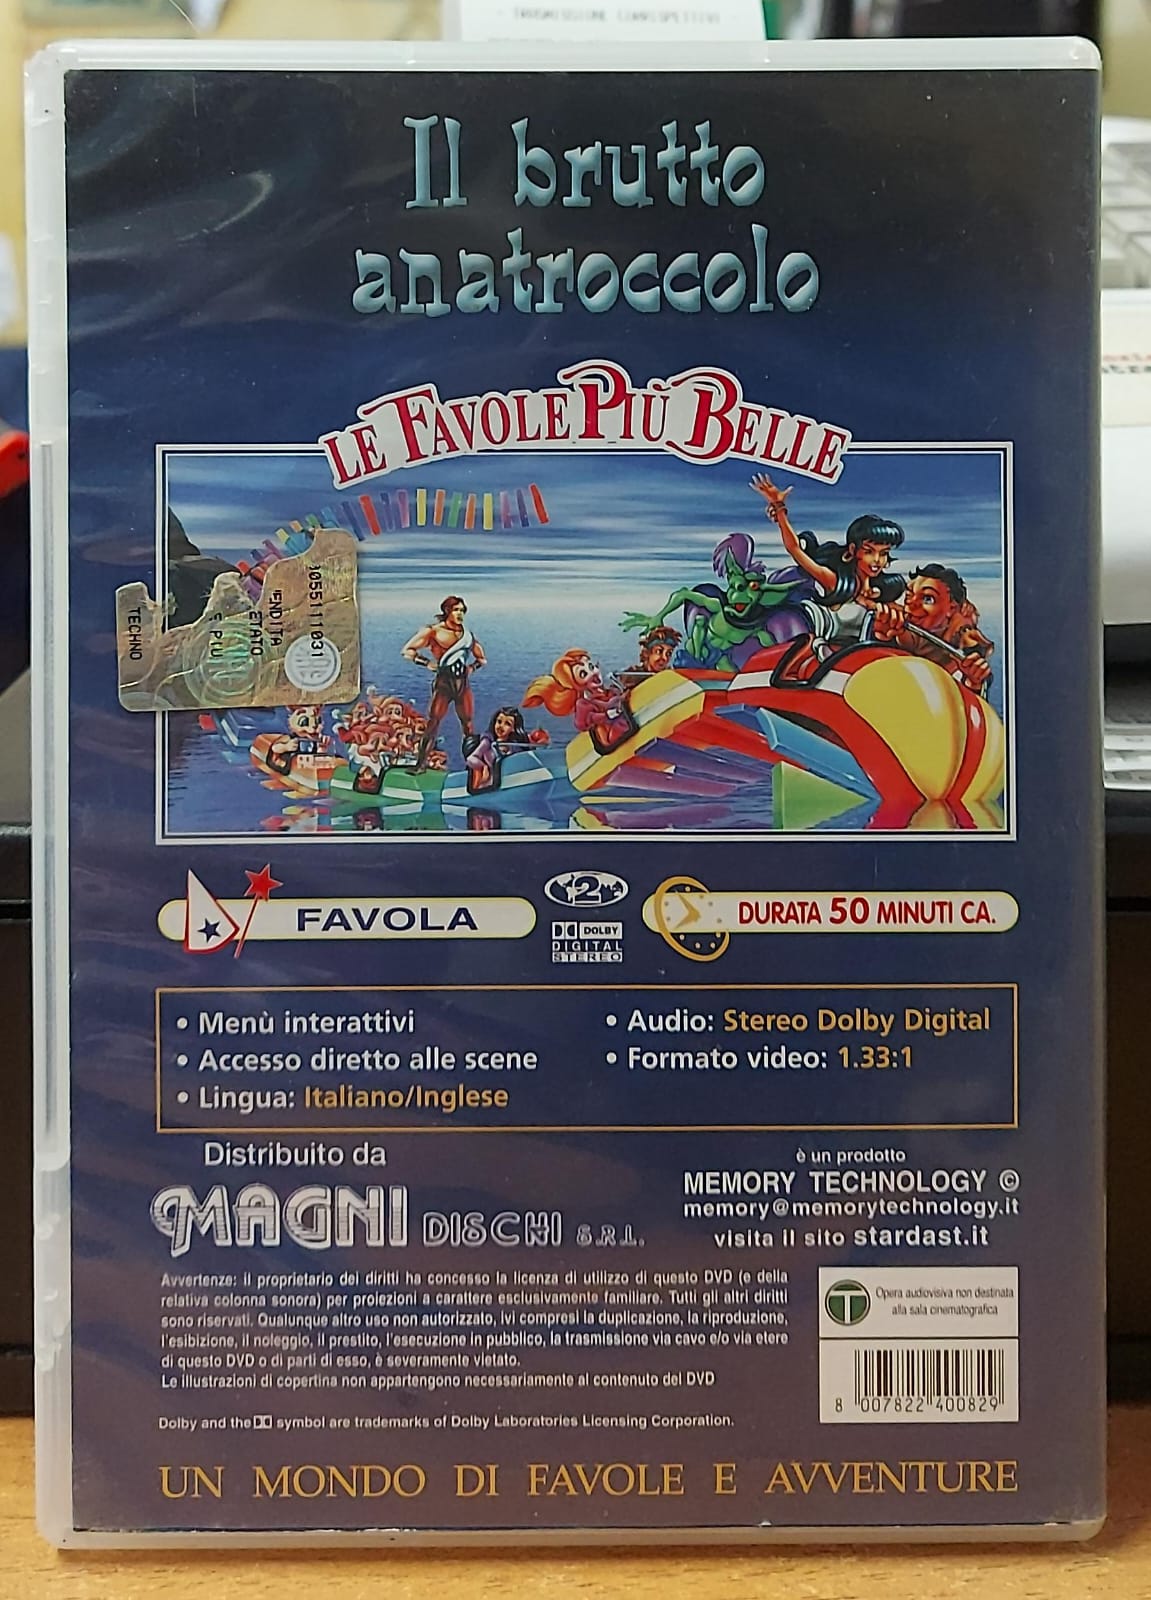 TRASMISSIONE CORRISPETTIVI
Il brutto
anatroccolo
LE FAVOLE PIÙ BELLE
TECHNO
E PIU
ETATO
ENDITA
FAVOLA
2
DOLBY
DIGITAL
STEREO
DURATA 50 MINUTI CA.
• Menù interattivi
• Accesso diretto alle scene
• Lingua: Italiano/Inglese
• Audio: Stereo Dolby Digital
• Formato video: 1.33:1
Distribuito da
MAGNI DISCHI S.R.L.
è un prodotto
MEMORY TECHNOLOGY ©
memory@memorytechnology.it
visita il sito stardast.it
Avvertenze: il proprietario dei diritti ha concesso la licenza di utilizzo di questo DVD (e della
relativa colonna sonora) per proiezioni a carattere esclusivamente familiare. Tutti gli altri diritti
sono riservati. Qualunque altro uso non autorizzato, ivi compresi la duplicazione, la riproduzione,
l'esibizione, il noleggio, il prestito, l'esecuzione in pubblico, la trasmissione via cavo e/o via etere
di questo DVD o di parti di esso, è severamente vietato.
Le illustrazioni di copertina non appartengono necessariamente al contenuto del DVD
T
Opera audiovisiva non destinata
alla sala cinematografica
8 007822 400829
Dolby and the symbol are trademarks of Dolby Laboratories Licensing Corporation.
UN MONDO DI FAVOLE E AVVENTURE